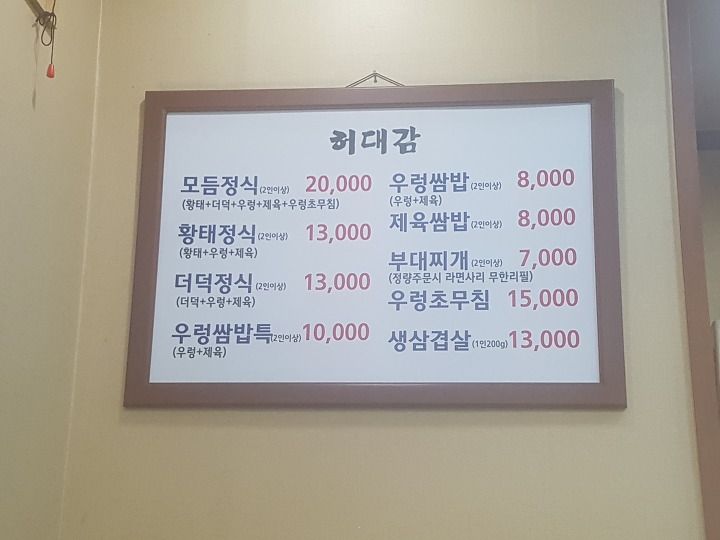 허대감
모듬정식(2인이상) 20,000
(황태+더덕+우렁+제육+우렁초무침)
황태정식(2인이상) 13,000
(황태+우렁+제육)
더덕정식(2인이상) 13,000
(더덕+우렁+제육)
우렁쌈밥특(2인이상) 10,000
(우렁+제육)
우렁쌈밥(2인이상) 8,000
(우렁+제육)
제육쌈밥(2인이상) 8,000
부대찌개(2인이상) 7,000
(정량주문시 라면사리 무한리필)
우렁초무침 15,000
생삼겹살(1인200g) 13,000